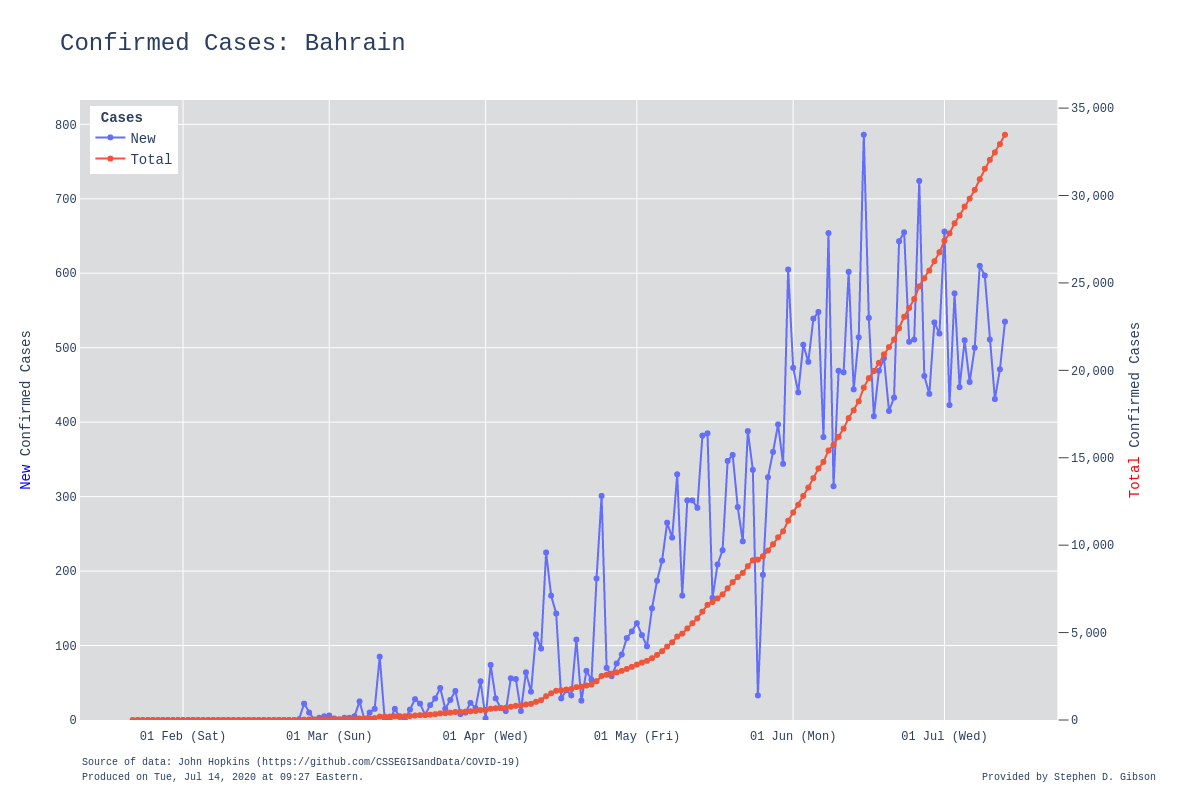 Confirmed Cases: Bahrain
Cases
New
Total
800
700
600
500
400
300
200
100
0
35,000
30,000
25,000
20,000
15,000
10,000
5,000
0
New Confirmed Cases
Total Confirmed Cases
01 Feb (Sat)
01 Mar (Sun)
01 Apr (Wed)
01 May (Fri)
01 Jun (Mon)
01 Jul (Wed)
Source of data: John Hopkins (https://github.com/CSSEGISandData/COVID-19)
Produced on Tue, Jul 14, 2020 at 09:27 Eastern.
Provided by Stephen D. Gibson